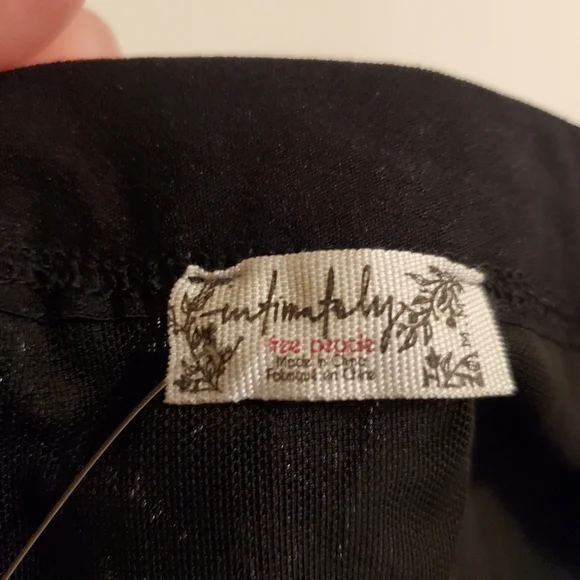 intimately
free people
Made in China
Fabriqué en Chine
M